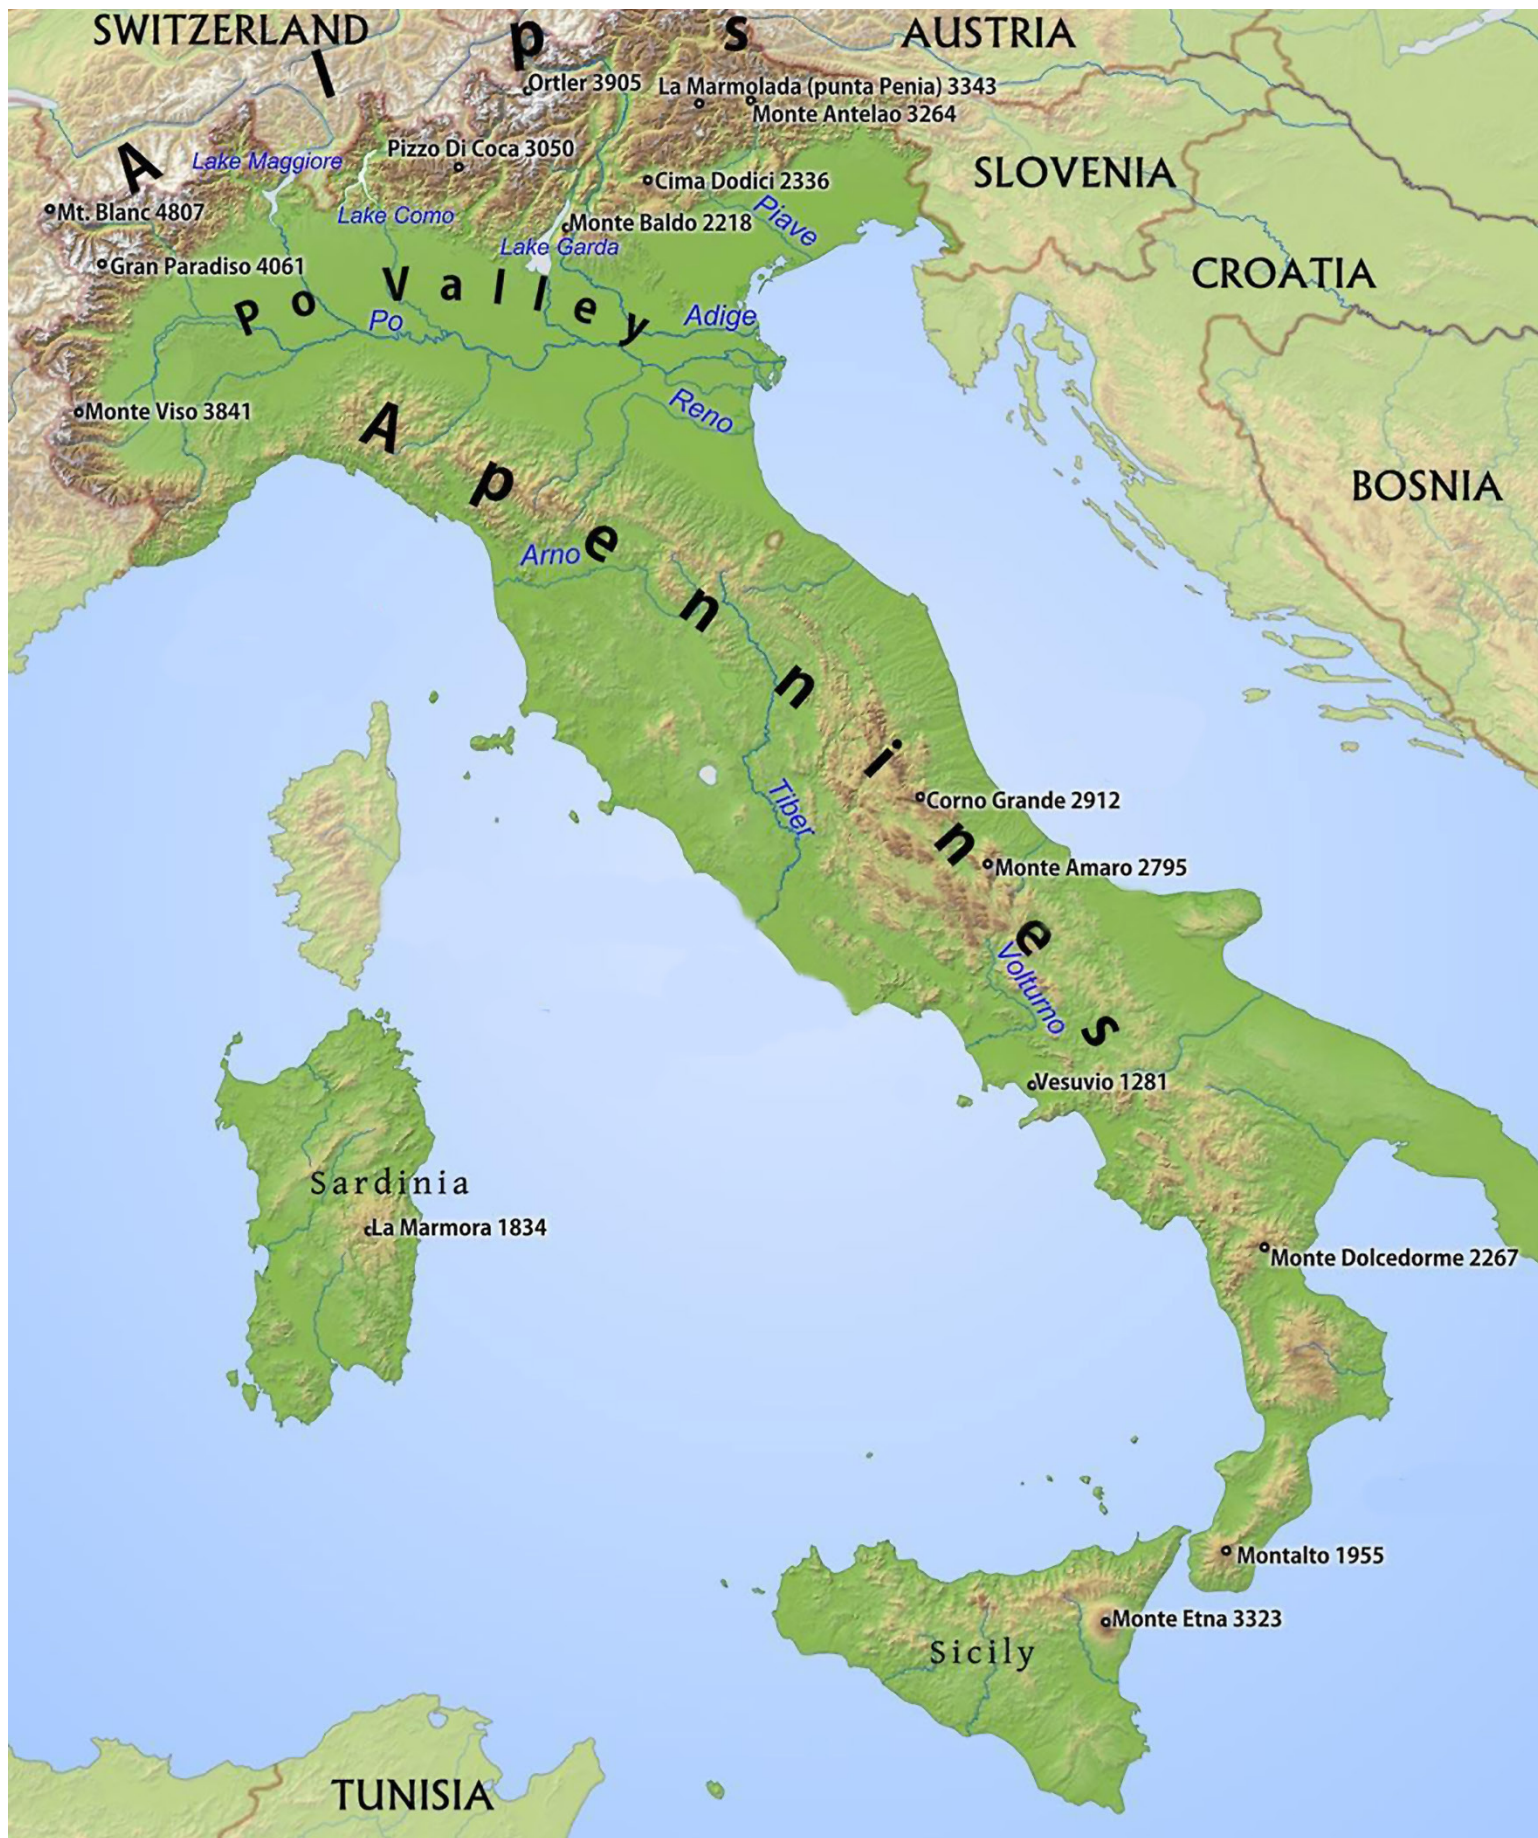 SWITZERLAND
Alps
AUSTRIA
Ortler 3905
La Marmolada (punta Penia) 3343
Monte Antelao 3264
Pizzo Di Coca 3050
Lake Maggiore
SLOVENIA
Cima Dodici 2336
Mt. Blanc 4807
Lake Como
Piave
Monte Baldo 2218
Lake Garda
Gran Paradiso 4061
CROATIA
Po Valley
Po
Adige
Monte Viso 3841
Reno
Apennines
BOSNIA
Arno
Tiber
Corno Grande 2912
Monte Amaro 2795
Volturno
Vesuvio 1281
Sardinia
La Marmora 1834
Monte Dolcedorme 2267
Montalto 1955
Monte Etna 3323
Sicily
TUNISIA